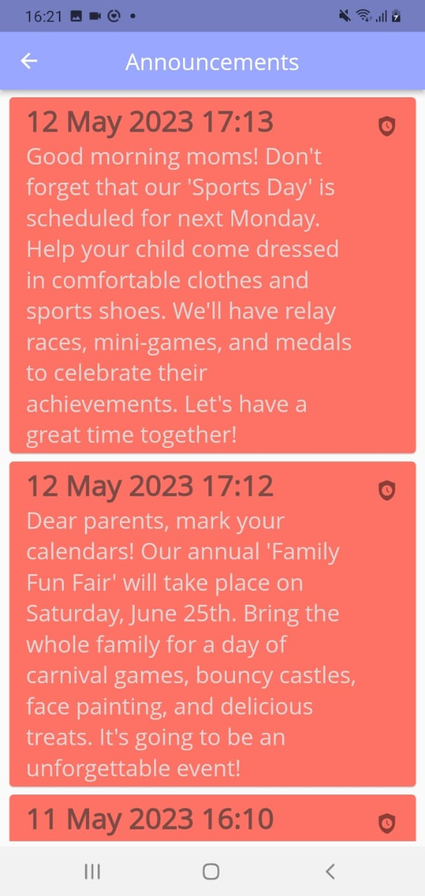 16:21
Announcements
12 May 2023 17:13
Good morning moms! Don't
forget that our 'Sports Day' is
scheduled for next Monday.
Help your child come dressed
in comfortable clothes and
sports shoes. We'll have relay
races, mini-games, and medals
to celebrate their
achievements. Let's have a
great time together!
12 May 2023 17:12
Dear parents, mark your
calendars! Our annual 'Family
Fun Fair' will take place on
Saturday, June 25th. Bring the
whole family for a day of
carnival games, bouncy castles,
face painting, and delicious
treats. It's going to be an
unforgettable event!
11 May 2023 16:10